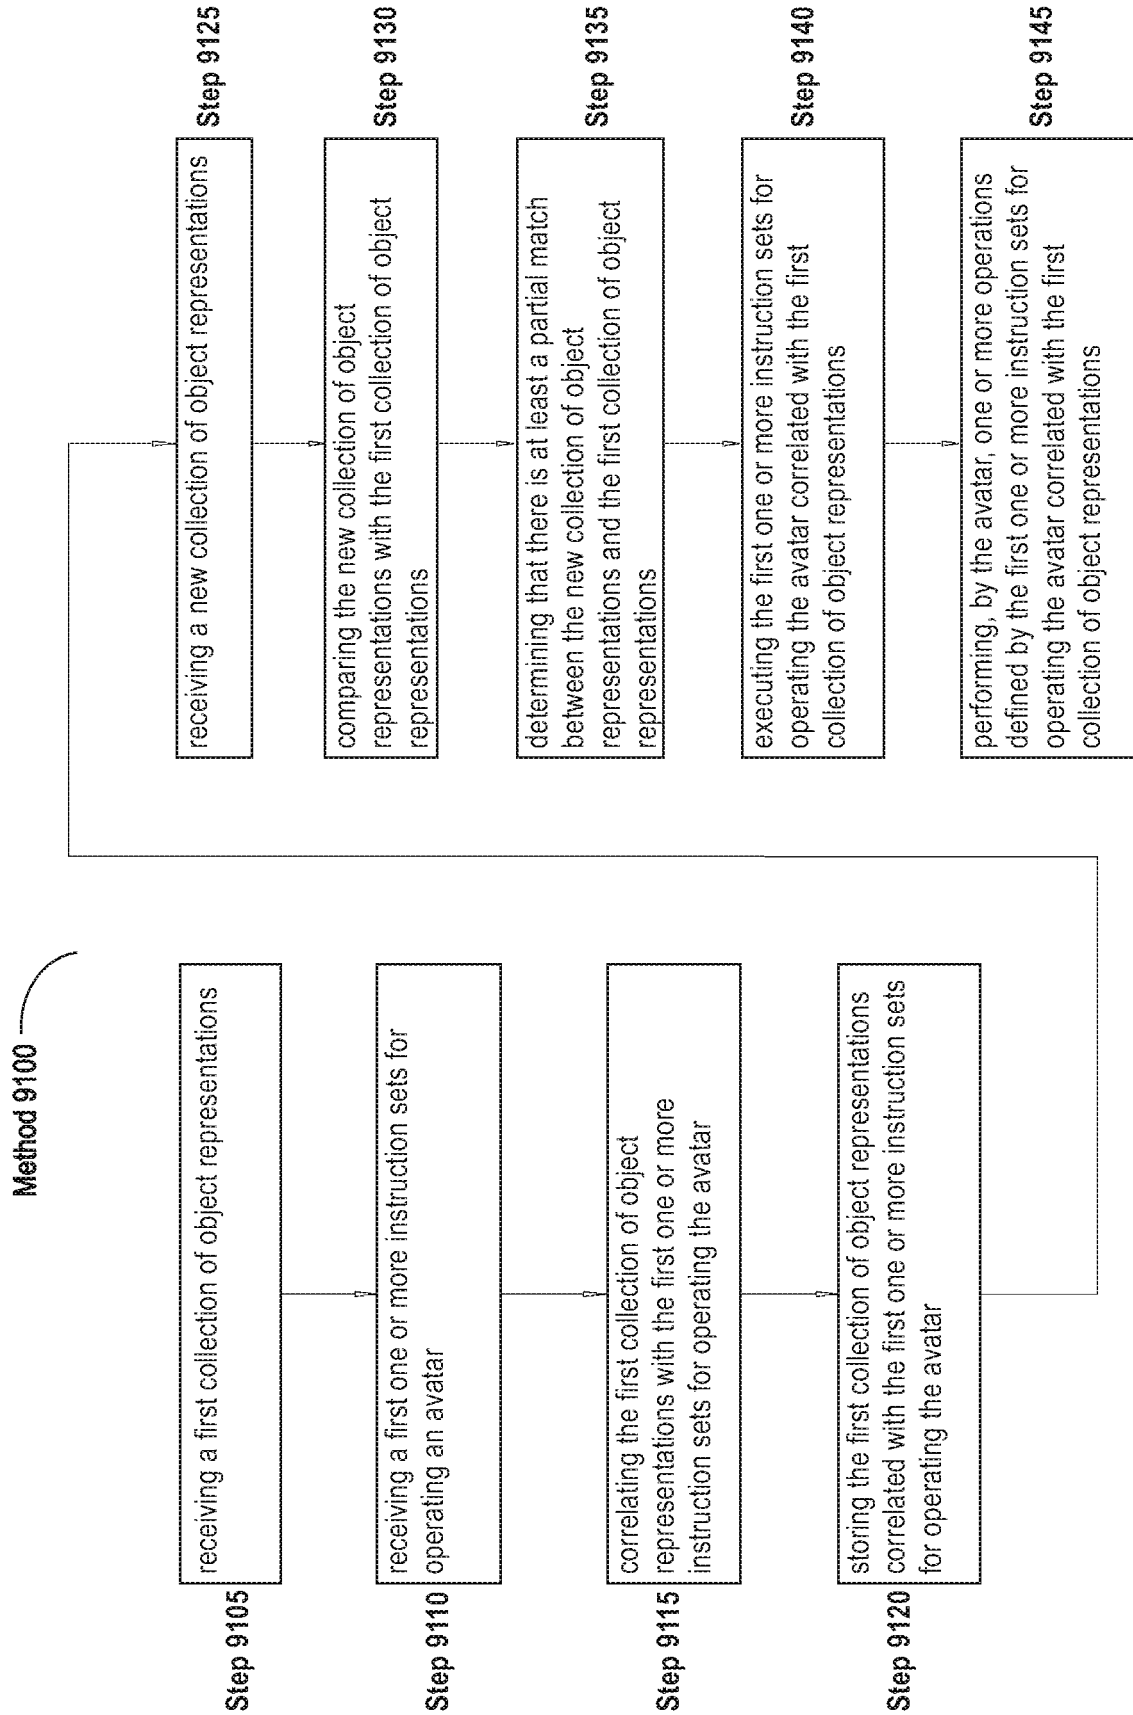 Method 9100
Step 9105
receiving a first collection of object representations
Step 9110
receiving a first one or more instruction sets for
operating an avatar
Step 9115
correlating the first collection of object
representations with the first one or more
instruction sets for operating the avatar
Step 9120
storing the first collection of object representations
correlated with the first one or more instruction sets
for operating the avatar
receiving a new collection of object representations
Step 9125
comparing the new collection of object
representations with the first collection of object
representations
Step 9130
determining that there is at least a partial match
between the new collection of object
representations and the first collection of object
representations
Step 9135
executing the first one or more instruction sets for
operating the avatar correlated with the first
collection of object representations
Step 9140
performing, by the avatar, one or more operations
defined by the first one or more instruction sets for
operating the avatar correlated with the first
collection of object representations
Step 9145